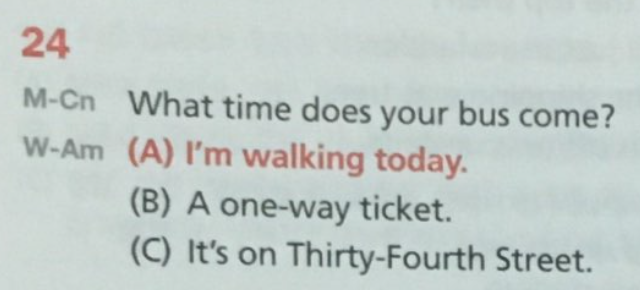 24
M-Cn What time does your bus come?
W-Am (A) I'm walking today.
(B) A one-way ticket.
(C) It's on Thirty-Fourth Street.